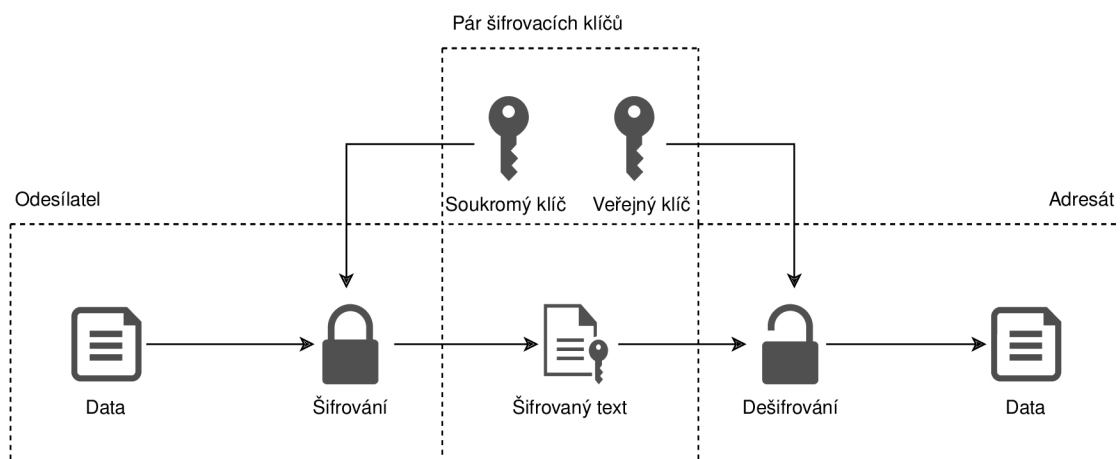 Pár šifrovacích klíčů
Odesílatel
Soukromý klíč
Veřejný klíč
Adresát
Data
Šifrování
Šifrovaný text
Dešifrování
Data